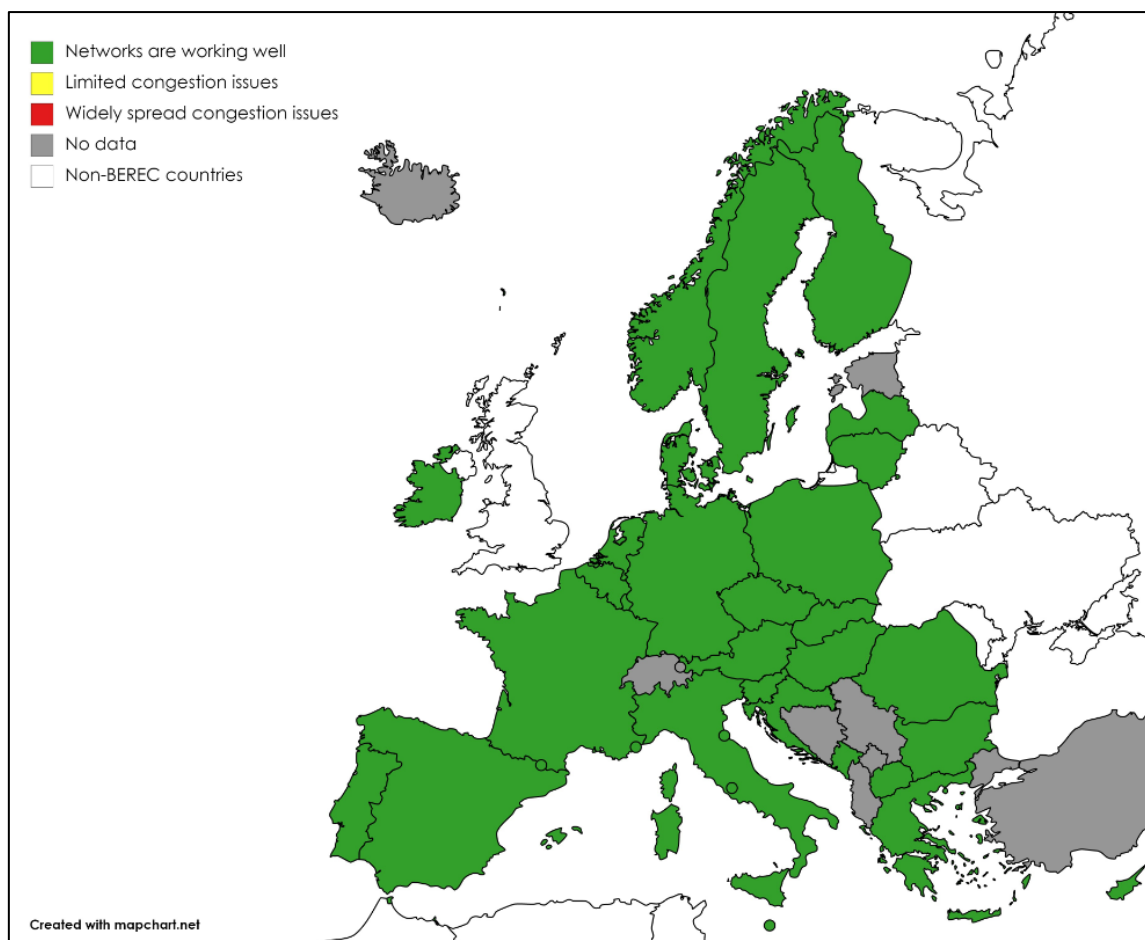 Networks are working well
Limited congestion issues
Widely spread congestion issues
No data
Non-BEREC countries
Created with mapchart.net